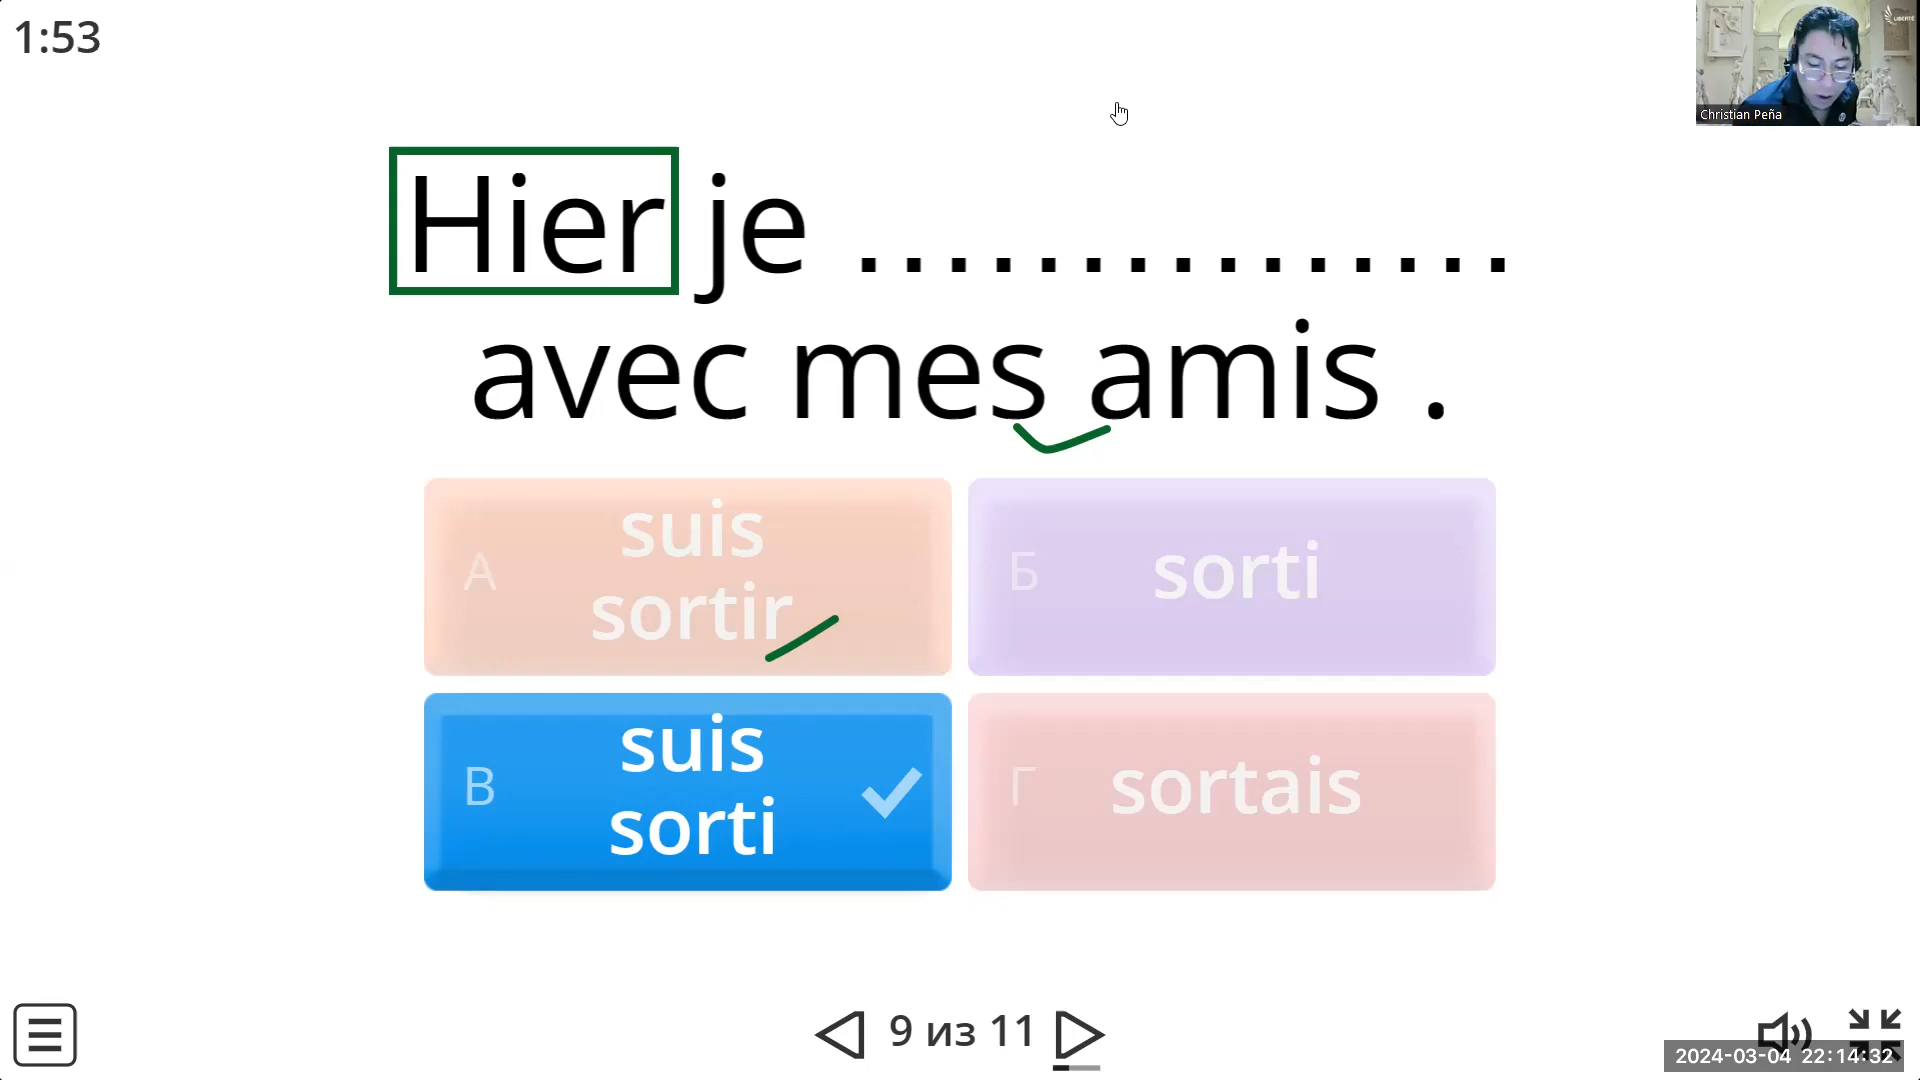 1:53
LIBERTÉ
Christian Peña
Hier je ...............
avec mes amis .
А
suis
sortir
Б
sorti
В
suis
sorti
Г
sortais
9 из 11
2024-03-04 22:14:32